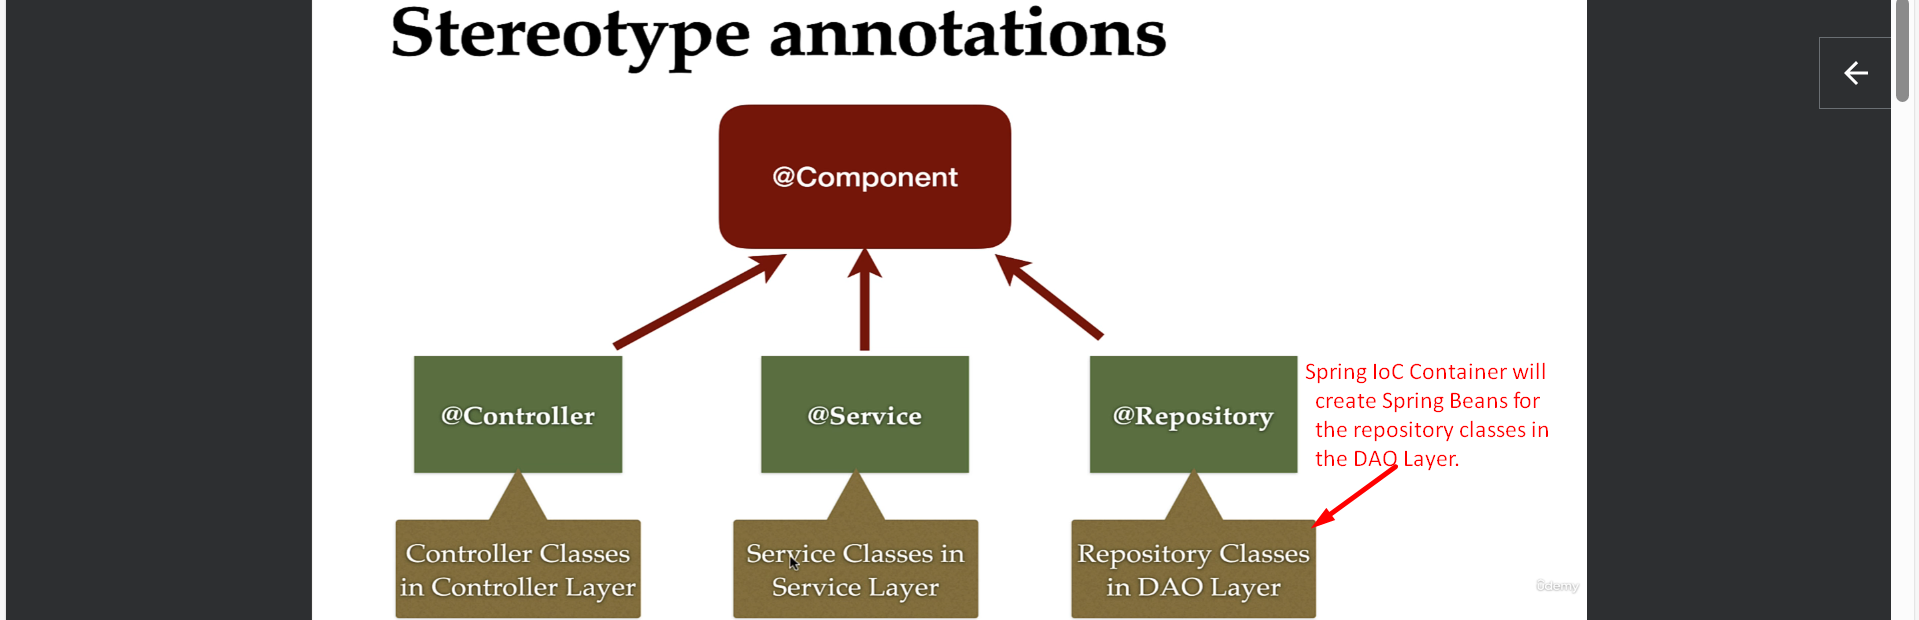 Stereotype annotations
@Component
@Controller
@Service
@Repository
Spring IoC Container will
create Spring Beans for
the repository classes in
the DAO Layer.
Controller Classes
in Controller Layer
Service Classes in
Service Layer
Repository Classes
in DAO Layer
Udemy